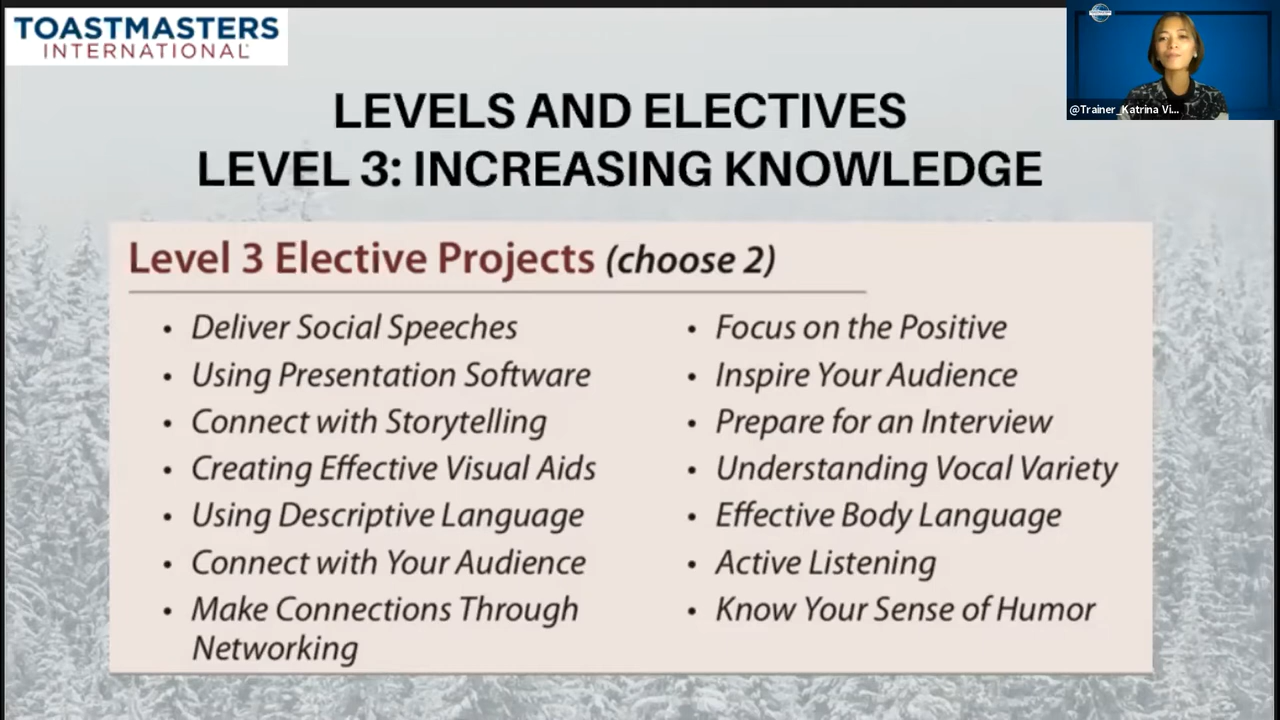 TOASTMASTERS
INTERNATIONAL
@Trainer_Katrina Vi...
LEVELS AND ELECTIVES
LEVEL 3: INCREASING KNOWLEDGE
Level 3 Elective Projects (choose 2)
• Deliver Social Speeches
• Using Presentation Software
• Connect with Storytelling
• Creating Effective Visual Aids
• Using Descriptive Language
• Connect with Your Audience
• Make Connections Through
Networking
• Focus on the Positive
• Inspire Your Audience
• Prepare for an Interview
• Understanding Vocal Variety
• Effective Body Language
• Active Listening
• Know Your Sense of Humor